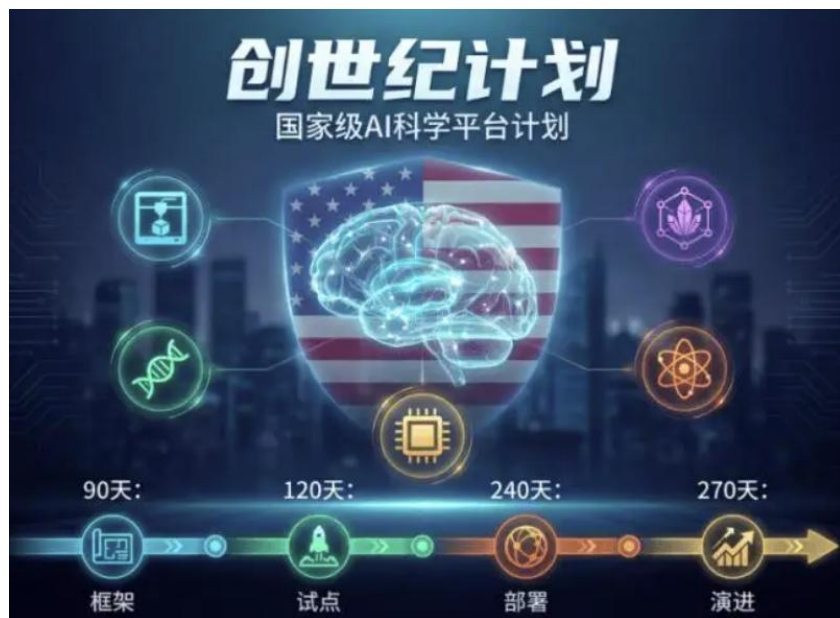 创世纪计划
国家级AI科学平台计划
90天：
120天：
240天：
270天：
框架
试点
部署
演进